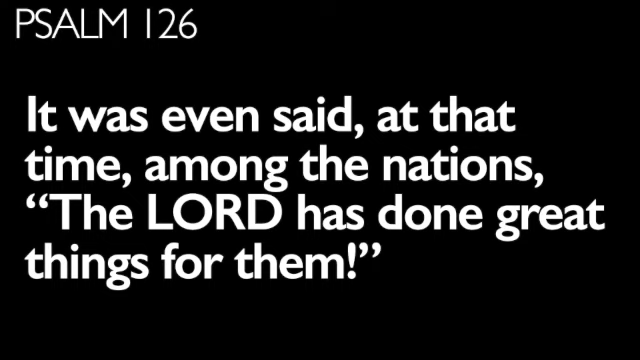 PSALM 126
It was even said, at that
time, among the nations,
“The LORD has done great
things for them!”